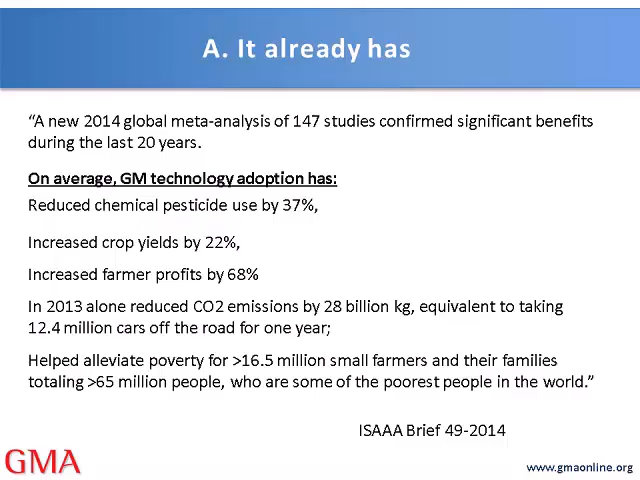 A. It already has
“A new 2014 global meta-analysis of 147 studies confirmed significant benefits
during the last 20 years.
On average, GM technology adoption has:
Reduced chemical pesticide use by 37%,
Increased crop yields by 22%,
Increased farmer profits by 68%
In 2013 alone reduced CO2 emissions by 28 billion kg, equivalent to taking
12.4 million cars off the road for one year;
Helped alleviate poverty for >16.5 million small farmers and their families
totaling >65 million people, who are some of the poorest people in the world.”
ISAAA Brief 49-2014
GMA
www.gmaonline.org